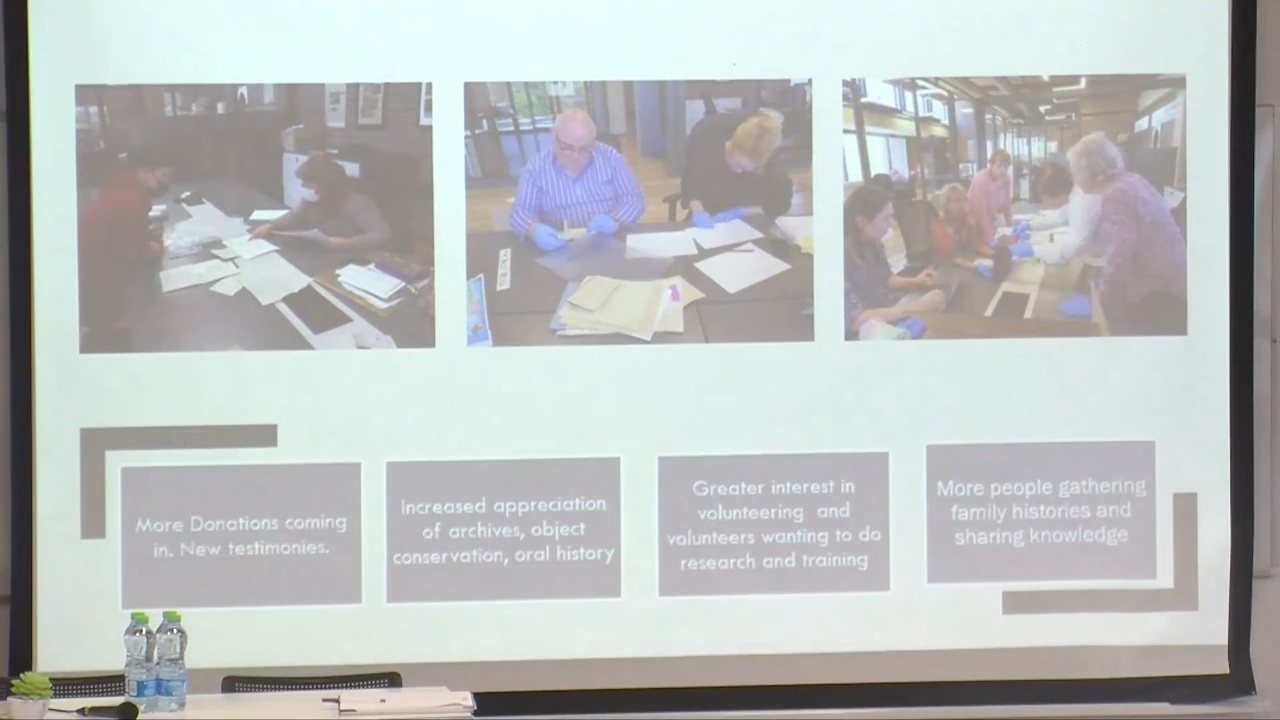 More Donations coming
in. New testimonies.
Increased appreciation
of archives, object
conservation, oral history
Greater interest in
volunteering and
volunteers wanting to do
research and training
More people gathering
family histories and
sharing knowledge